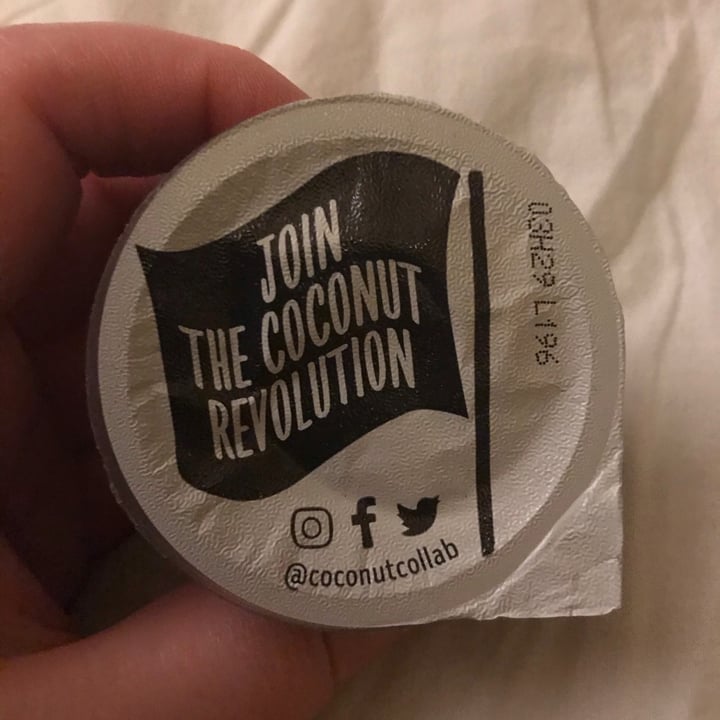 JOIN
THE COCONUT
REVOLUTION
@coconutcollab
03H29 L196